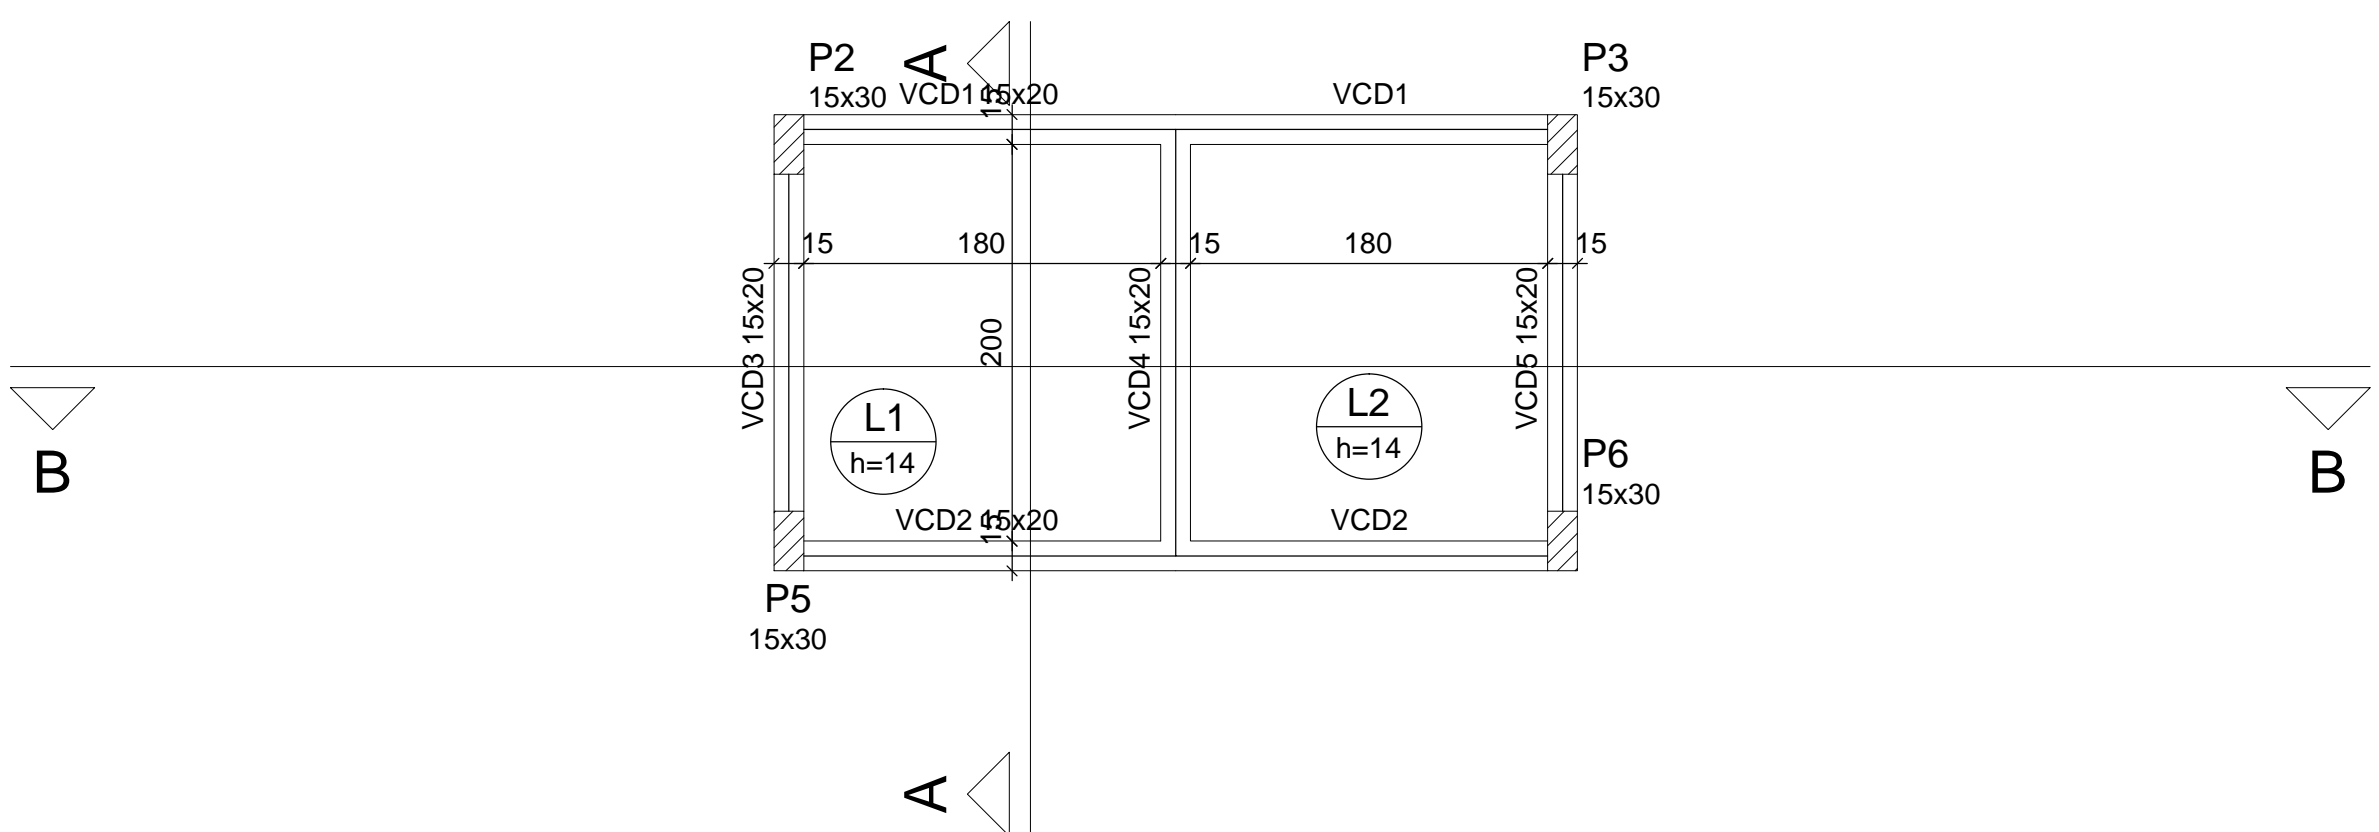 A
P2
15x30
VCD1 15x20
15
VCD1
P3
15x30
15
180
15
180
15
VCD3 15x20
200
VCD4 15x20
VCD5 15x20
L1
h=14
L2
h=14
B
P6
15x30
B
VCD2 15x20
15
VCD2
P5
15x30
A